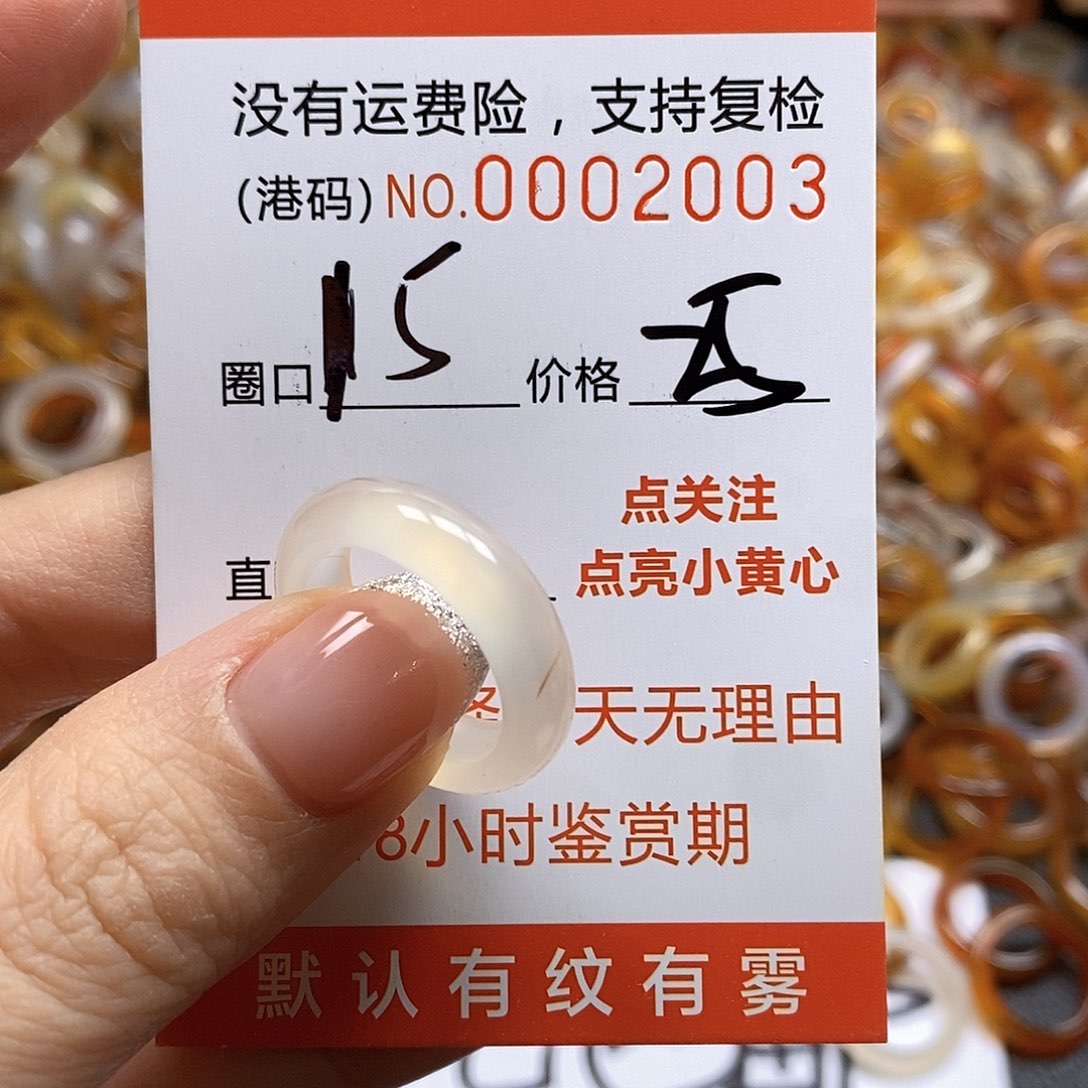 没有运费险，支持复检
(港码) NO.0002003
圈口 15 价格
点关注
直 点亮小黄心
天无理由
8小时鉴赏期
默认有纹有雾